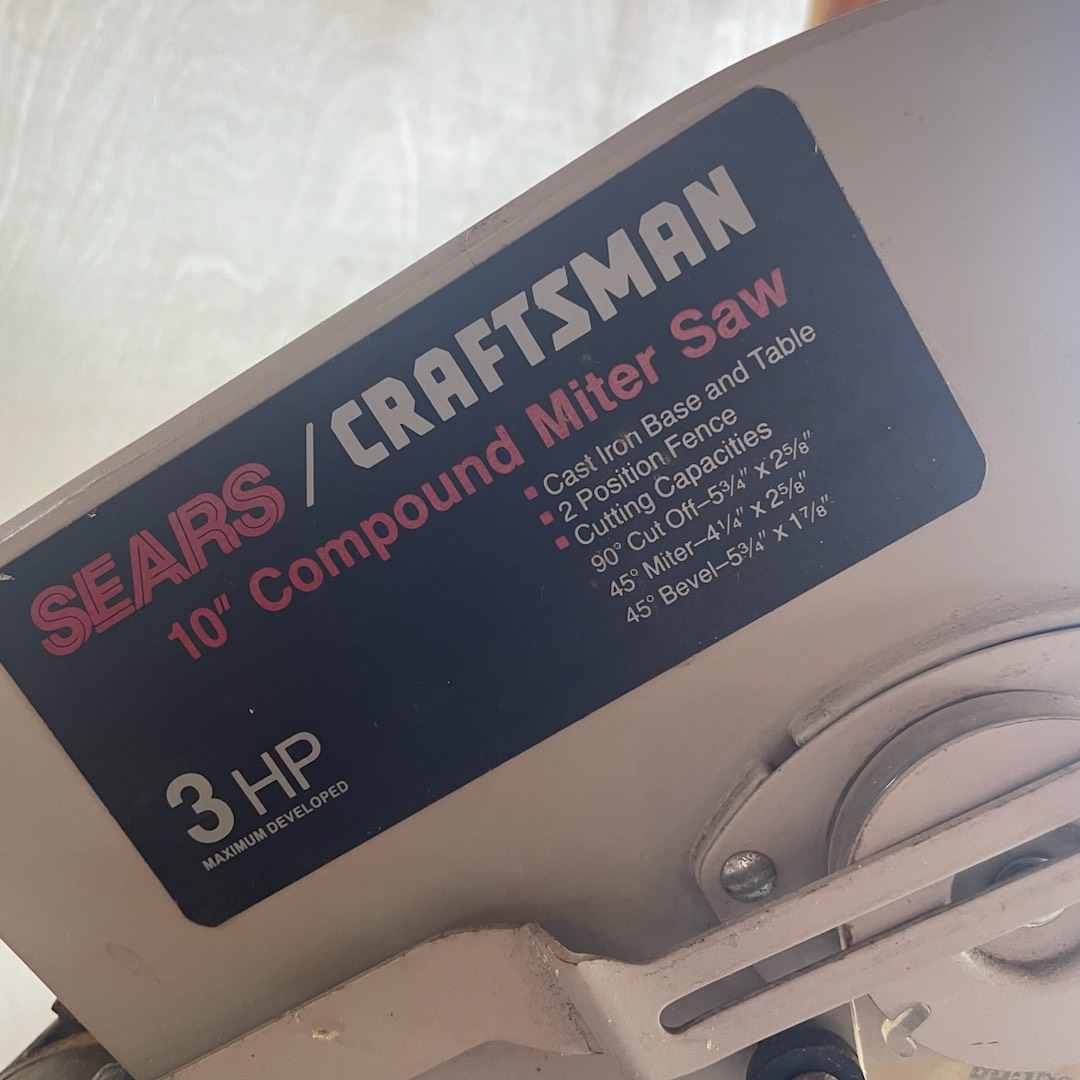 SEARS / CRAFTSMAN
10" Compound Miter Saw
▪ Cast Iron Base and Table
▪ 2 Position Fence
▪ Cutting Capacities
90° Cut Off–5¾" x 2⅝"
45° Miter–4¼" x 2⅝"
45° Bevel–5¾" x 1⅞"
3 HP
MAXIMUM DEVELOPED